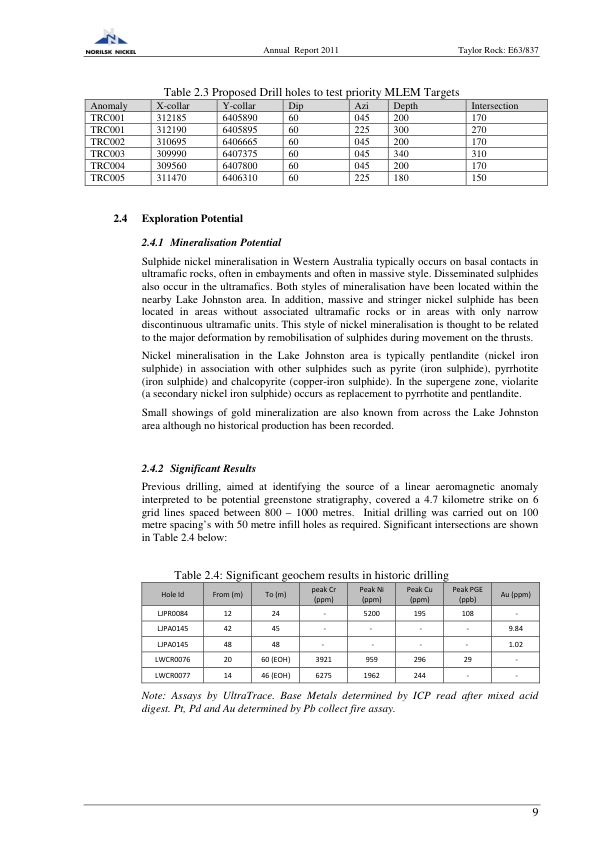 NORILSK NICKEL
Annual Report 2011
Taylor Rock: E63/837
Table 2.3 Proposed Drill holes to test priority MLEM Targets
Anomaly X-collar Y-collar Dip Azi Depth Intersection
TRC001 312185 6405890 60 045 200 170
TRC001 312190 6405895 60 225 300 270
TRC002 310695 6406665 60 045 200 170
TRC003 309990 6407375 60 045 340 310
TRC004 309560 6407800 60 045 200 170
TRC005 311470 6406310 60 225 180 150
2.4 Exploration Potential
2.4.1 Mineralisation Potential
Sulphide nickel mineralisation in Western Australia typically occurs on basal contacts in
ultramafic rocks, often in embayments and often in massive style. Disseminated sulphides
also occur in the ultramafics. Both styles of mineralisation have been located within the
nearby Lake Johnston area. In addition, massive and stringer nickel sulphide has been
located in areas without associated ultramafic rocks or in areas with only narrow
discontinuous ultramafic units. This style of nickel mineralisation is thought to be related
to the major deformation by remobilisation of sulphides during movement on the thrusts.
Nickel mineralisation in the Lake Johnston area is typically pentlandite (nickel iron
sulphide) in association with other sulphides such as pyrite (iron sulphide), pyrrhotite
(iron sulphide) and chalcopyrite (copper-iron sulphide). In the supergene zone, violarite
(a secondary nickel iron sulphide) occurs as replacement to pyrrhotite and pentlandite.
Small showings of gold mineralization are also known from across the Lake Johnston
area although no historical production has been recorded.
2.4.2 Significant Results
Previous drilling, aimed at identifying the source of a linear aeromagnetic anomaly
interpreted to be potential greenstone stratigraphy, covered a 4.7 kilometre strike on 6
grid lines spaced between 800 – 1000 metres. Initial drilling was carried out on 100
metre spacing's with 50 metre infill holes as required. Significant intersections are shown
in Table 2.4 below:
Table 2.4: Significant geochem results in historic drilling
Hole Id From (m) To (m) peak Cr (ppm) Peak Ni (ppm) Peak Cu (ppm) Peak PGE (ppb) Au (ppm)
LJPR0084 12 24 - 5200 195 108 -
LJPA0145 42 45 - - - - 9.84
LJPA0145 48 48 - - - - 1.02
LWCR0076 20 60 (EOH) 3921 959 296 29 -
LWCR0077 14 46 (EOH) 6275 1962 244 - -
Note: Assays by UltraTrace. Base Metals determined by ICP read after mixed acid
digest. Pt, Pd and Au determined by Pb collect fire assay.
9